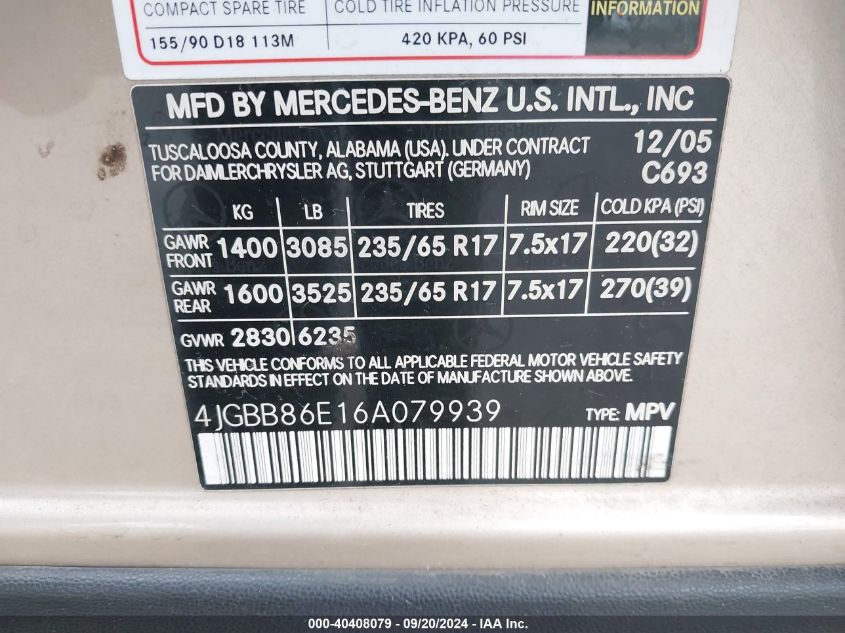 COMPACT SPARE TIRE COLD TIRE INFLATION PRESSURE INFORMATION
155/90 D18 113M 420 KPA, 60 PSI
MFD BY MERCEDES-BENZ U.S. INTL., INC
TUSCALOOSA COUNTY, ALABAMA (USA). UNDER CONTRACT 12/05
FOR DAIMLERCHRYSLER AG, STUTTGART (GERMANY) C693
KG LB TIRES RIM SIZE COLD KPA (PSI)
GAWR FRONT 1400 3085 235/65 R17 7.5x17 220(32)
GAWR REAR 1600 3525 235/65 R17 7.5x17 270(39)
GVWR 2830 6235
THIS VEHICLE CONFORMS TO ALL APPLICABLE FEDERAL MOTOR VEHICLE SAFETY
STANDARDS IN EFFECT ON THE DATE OF MANUFACTURE SHOWN ABOVE.
4JGBB86E16A079939 TYPE: MPV
000-40408079 - 09/20/2024 - IAA Inc.